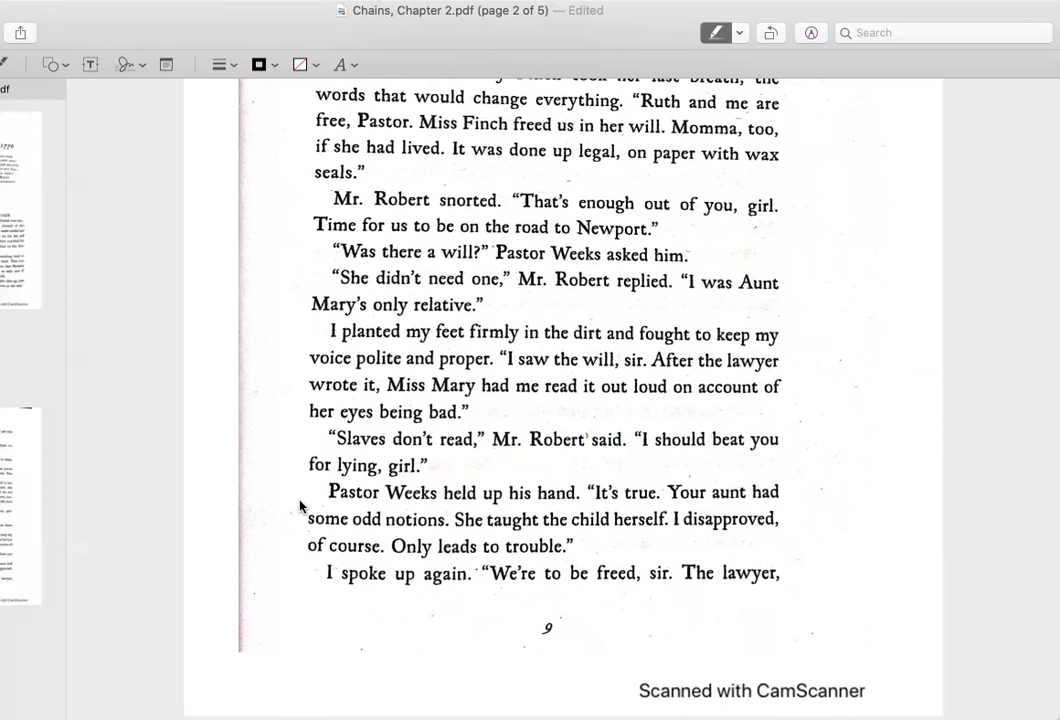 Chains, Chapter 2.pdf (page 2 of 5) — Edited
Search
df
words that would change everything. “Ruth and me are
free, Pastor. Miss Finch freed us in her will. Momma, too,
if she had lived. It was done up legal, on paper with wax
seals.”
Mr. Robert snorted. “That’s enough out of you, girl.
Time for us to be on the road to Newport.”
“Was there a will?” Pastor Weeks asked him.
“She didn’t need one,” Mr. Robert replied. “I was Aunt
Mary’s only relative.”
I planted my feet firmly in the dirt and fought to keep my
voice polite and proper. “I saw the will, sir. After the lawyer
wrote it, Miss Mary had me read it out loud on account of
her eyes being bad.”
“Slaves don’t read,” Mr. Robert said. “I should beat you
for lying, girl.”
Pastor Weeks held up his hand. “It’s true. Your aunt had
some odd notions. She taught the child herself. I disapproved,
of course. Only leads to trouble.”
I spoke up again. “We’re to be freed, sir. The lawyer,
9
Scanned with CamScanner